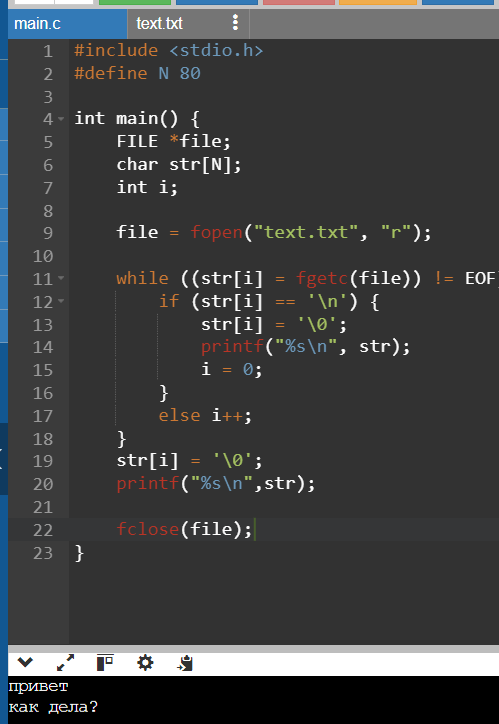 main.c
text.txt
1 #include <stdio.h>
2 #define N 80
3
4 int main() {
5     FILE *file;
6     char str[N];
7     int i;
8
9     file = fopen("text.txt", "r");
10
11     while ((str[i] = fgetc(file)) != EOF)
12         if (str[i] == '\n') {
13             str[i] = '\0';
14             printf("%s\n", str);
15             i = 0;
16         }
17         else i++;
18     }
19     str[i] = '\0';
20     printf("%s\n",str);
21
22     fclose(file);
23 }
привет
как дела?